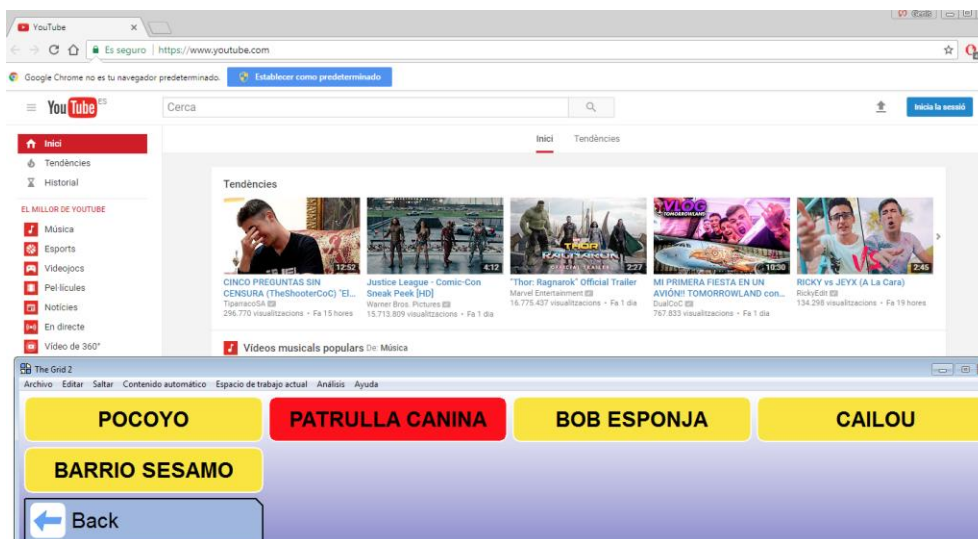 YouTube
Es seguro | https://www.youtube.com
Google Chrome no es tu navegador predeterminado. Establecer como predeterminado
YouTube ES
Cerca
Inicia la sessió
Inici
Tendències
Historial
EL MILLOR DE YOUTUBE
Música
Esports
Videojocs
Pel·lícules
Notícies
En directe
Vídeo de 360°
Inici Tendències
Tendències
12:52
CINCO PREGUNTAS SIN
CENSURA (TheShooterCoC) "El...
TiparracoSA
296.770 visualitzacions • Fa 15 hores
4:12
Justice League - Comic-Con
Sneak Peek [HD]
Warner Bros. Pictures
15.713.809 visualitzacions • Fa 1 dia
THOR
RAGNAROK
OFFICIAL TRAILER
2:27
"Thor: Ragnarok" Official Trailer
Marvel Entertainment
16.775.437 visualitzacions • Fa 1 dia
VLOG
TOMORROWLAND
10:30
MI PRIMERA FIESTA EN UN
AVIÓN!! TOMORROWLAND con...
DualCoC
767.833 visualitzacions • Fa 1 dia
VS
2:45
RICKY vs JEYX (A La Cara)
RickyEdit
134.298 visualitzacions • Fa 19 hores
Vídeos musicals populars De: Música
The Grid 2
Archivo Editar Saltar Contenido automático Espacio de trabajo actual Análisis Ayuda
POCOYO
PATRULLA CANINA
BOB ESPONJA
CAILOU
BARRIO SESAMO
Back